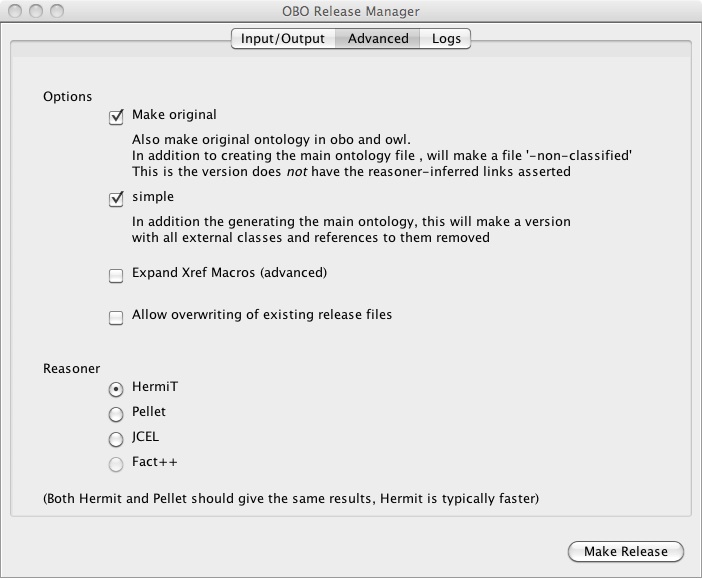 OBO Release Manager
Input/Output Advanced Logs
Options
Make original
Also make original ontology in obo and owl.
In addition to creating the main ontology file , will make a file '-non-classified'
This is the version does not have the reasoner-inferred links asserted
simple
In addition the generating the main ontology, this will make a version
with all external classes and references to them removed
Expand Xref Macros (advanced)
Allow overwriting of existing release files
Reasoner
HermiT
Pellet
JCEL
Fact++
(Both Hermit and Pellet should give the same results, Hermit is typically faster)
Make Release